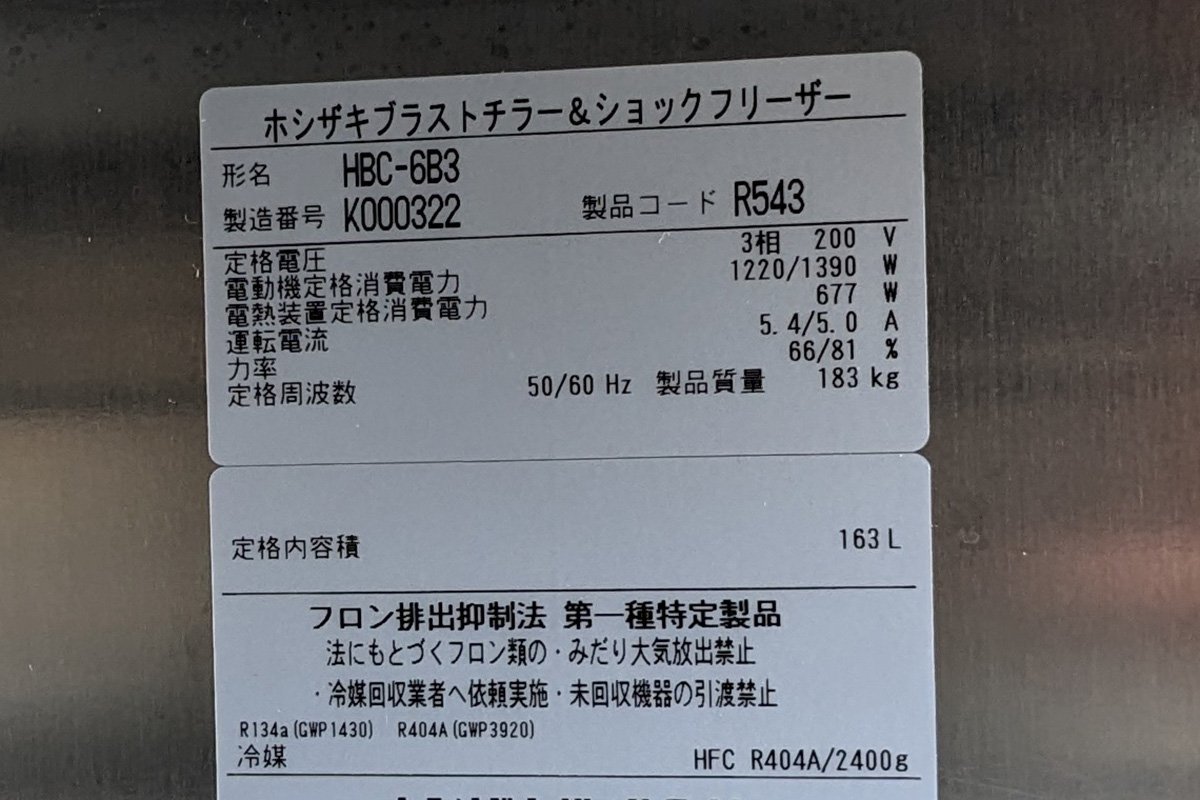 ホシザキブラストチラー&ショックフリーザー
形名 HBC-6B3
製造番号 K000322 製品コード R543
定格電圧 3相 200 V
電動機定格消費電力 1220/1390 W
電熱装置定格消費電力 677 W
運転電流 5.4/5.0 A
力率 66/81 %
定格周波数 50/60 Hz 製品質量 183 kg
定格内容積 163 L
フロン排出抑制法 第一種特定製品
法にもとづくフロン類の・みだり大気放出禁止
・冷媒回収業者へ依頼実施・未回収機器の引渡禁止
R134a(GWP1430) R404A(GWP3920)
冷媒 HFC R404A/2400g